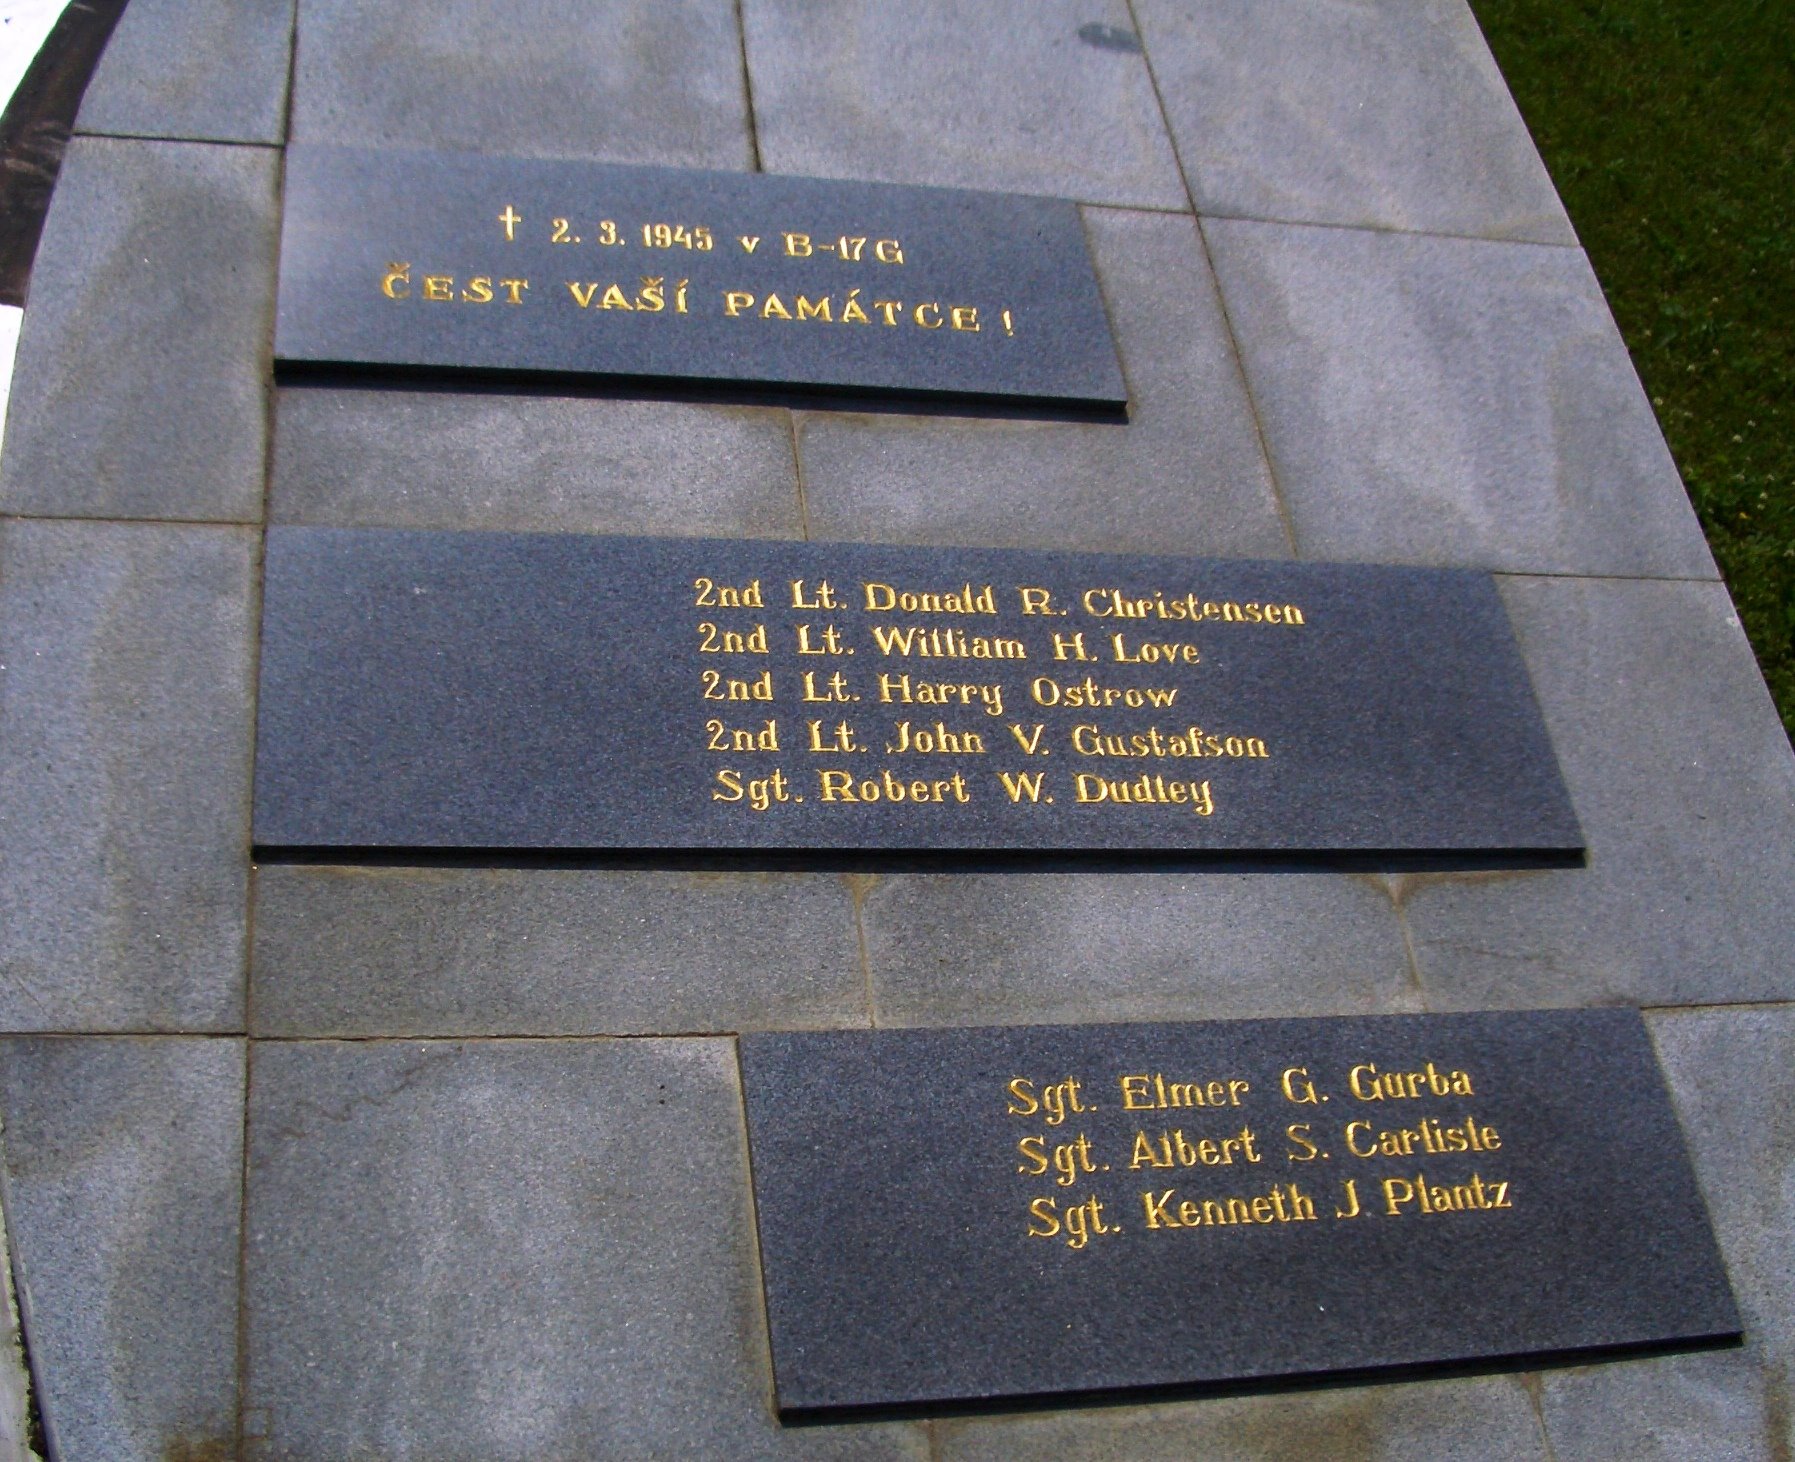 † 2. 3. 1945 v B-17 G
ČEST VAŠÍ PAMÁTCE !
2nd Lt. Donald R. Christensen
2nd Lt. William H. Love
2nd Lt. Harry Ostrow
2nd Lt. John V. Gustafson
Sgt. Robert W. Dudley
Sgt. Elmer G. Gurba
Sgt. Albert S. Carlisle
Sgt. Kenneth J. Plantz